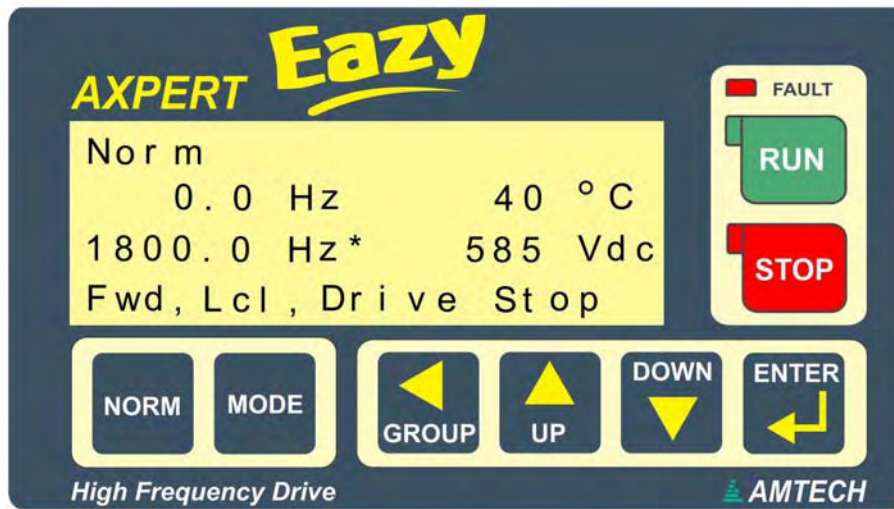 Eazy
AXPERT
FAULT
Norm
RUN
0.0 Hz 40 °C
1800.0 Hz* 585 Vdc
STOP
Fwd, Lcl, Drive Stop
NORM MODE GROUP UP DOWN ENTER
High Frequency Drive AMTECH